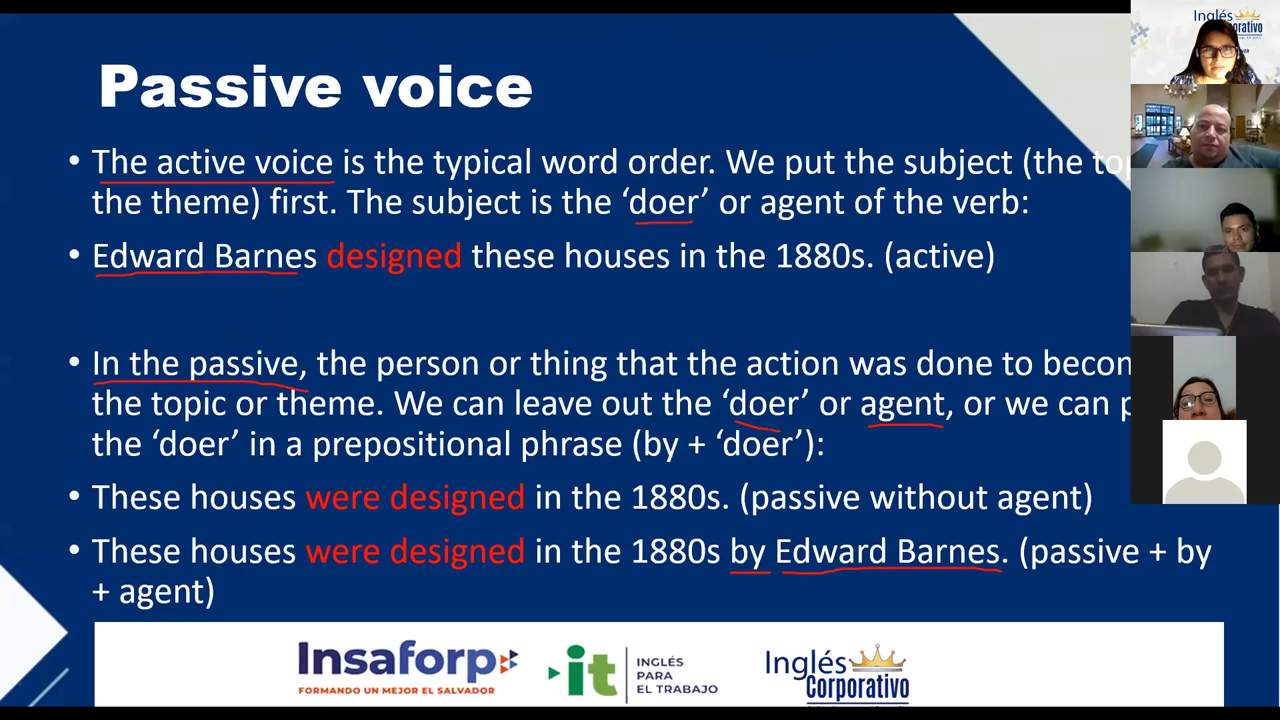 Passive voice
• The active voice is the typical word order. We put the subject (the
the theme) first. The subject is the ‘doer’ or agent of the verb:
• Edward Barnes designed these houses in the 1880s. (active)
• In the passive, the person or thing that the action was done to
the topic or theme. We can leave out the ‘doer’ or agent, or we can
the ‘doer’ in a prepositional phrase (by + ‘doer’):
• These houses were designed in the 1880s. (passive without agent)
• These houses were designed in the 1880s by Edward Barnes. (passive + by
+ agent)
Insaforp
FORMANDO UN MEJOR EL SALVADOR
it
INGLÉS
PARA
EL TRABAJO
Inglés
Corporativo
Inglés